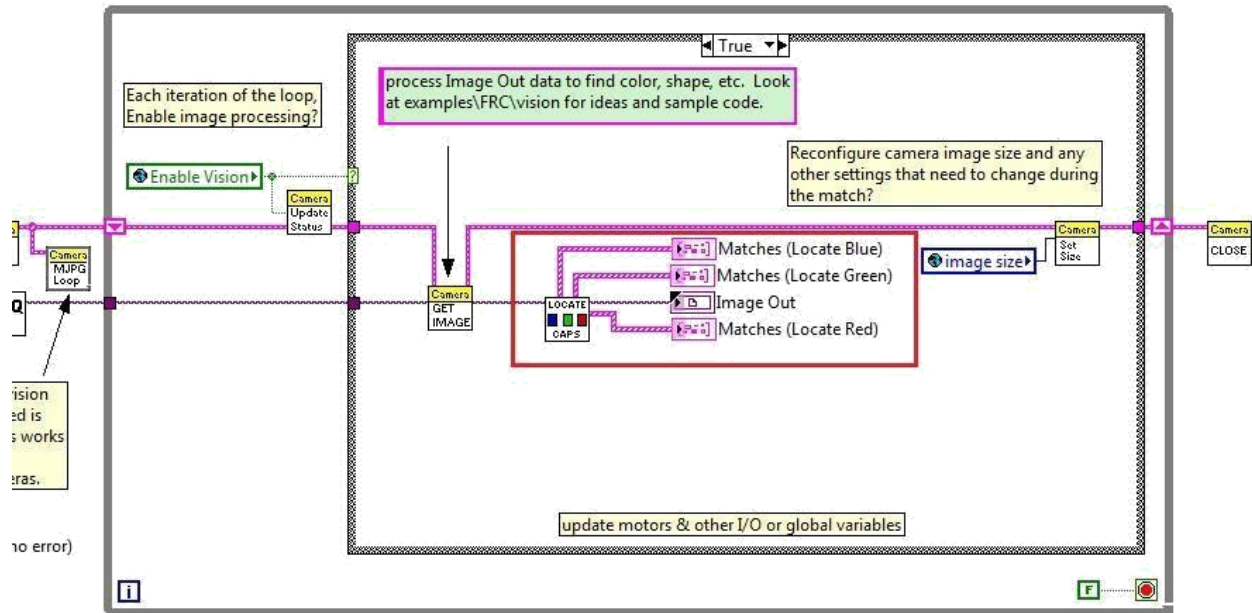 True
process Image Out data to find color, shape, etc.  Look
at examples\FRC\vision for ideas and sample code.
Each iteration of the loop,
Enable image processing?
Reconfigure camera image size and any
other settings that need to change during
the match?
Enable Vision
?
Camera
Update
Status
Camera
MJPG
Loop
Q
Camera
GET
IMAGE
LOCATE
CAPS
Matches (Locate Blue)
Matches (Locate Green)
Image Out
Matches (Locate Red)
image size
Camera
Set
Size
Camera
CLOSE
ed is
works
update motors & other I/O or global variables
no error)
i
F